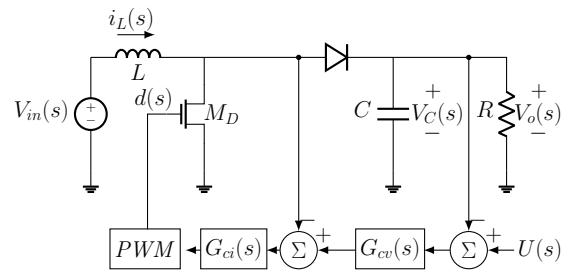 i_L(s)
L
V_in(s)
+
−
d(s)
M_D
C
+
V_C(s)
−
R
+
V_o(s)
−
PWM
G_ci(s)
Σ
−
+
G_cv(s)
Σ
−
+
U(s)